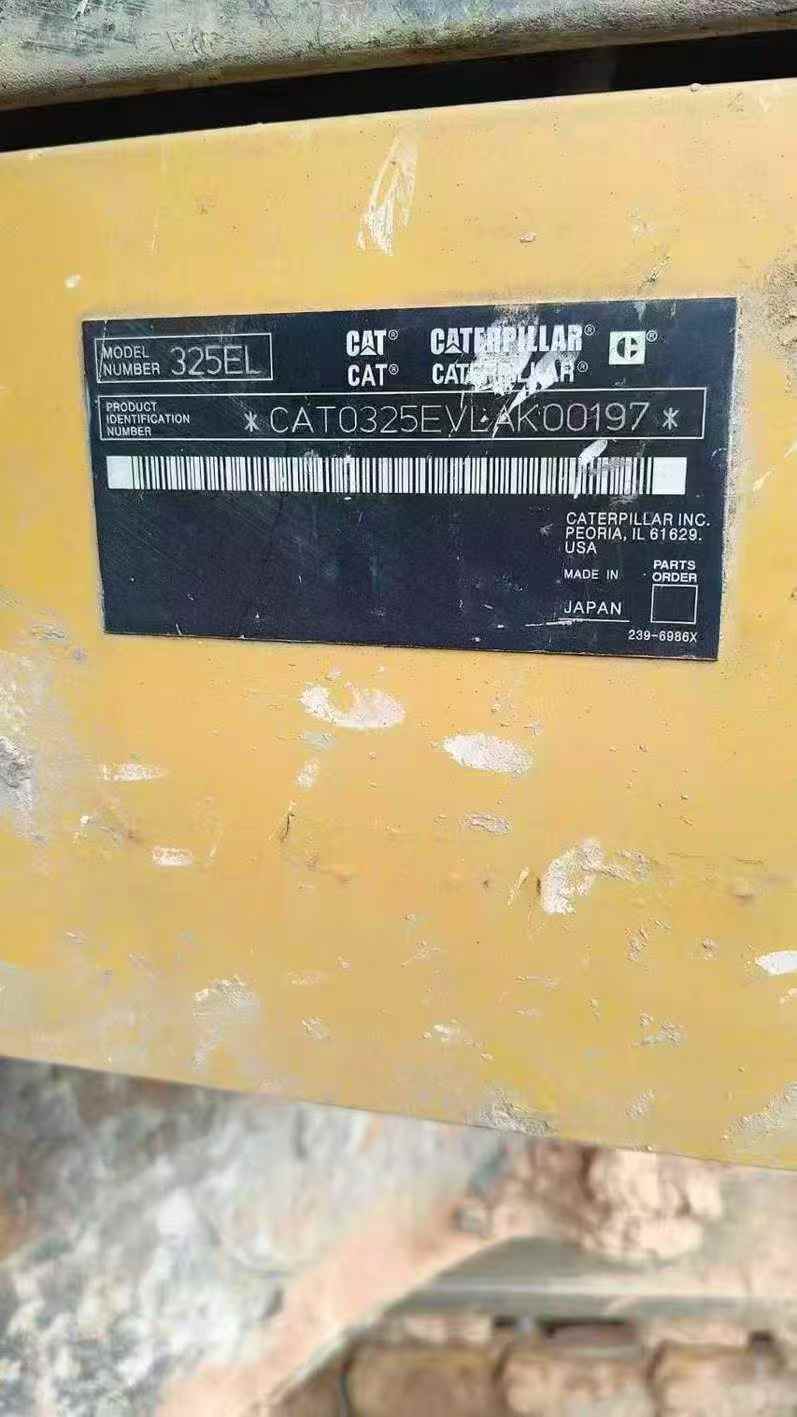 MODEL NUMBER 325EL
CAT® CATERPILLAR® C®
CAT® CATERPILLAR®
PRODUCT IDENTIFICATION NUMBER *CAT0325EVLAK00197*
CATERPILLAR INC.
PEORIA, IL 61629.
USA
MADE IN JAPAN
PARTS ORDER
239-6986X